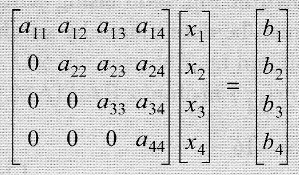 a₁₁ a₁₂ a₁₃ a₁₄ x₁ b₁
0 a₂₂ a₂₃ a₂₄ x₂ = b₂
0 0 a₃₃ a₃₄ x₃ b₃
0 0 0 a₄₄ x₄ b₄